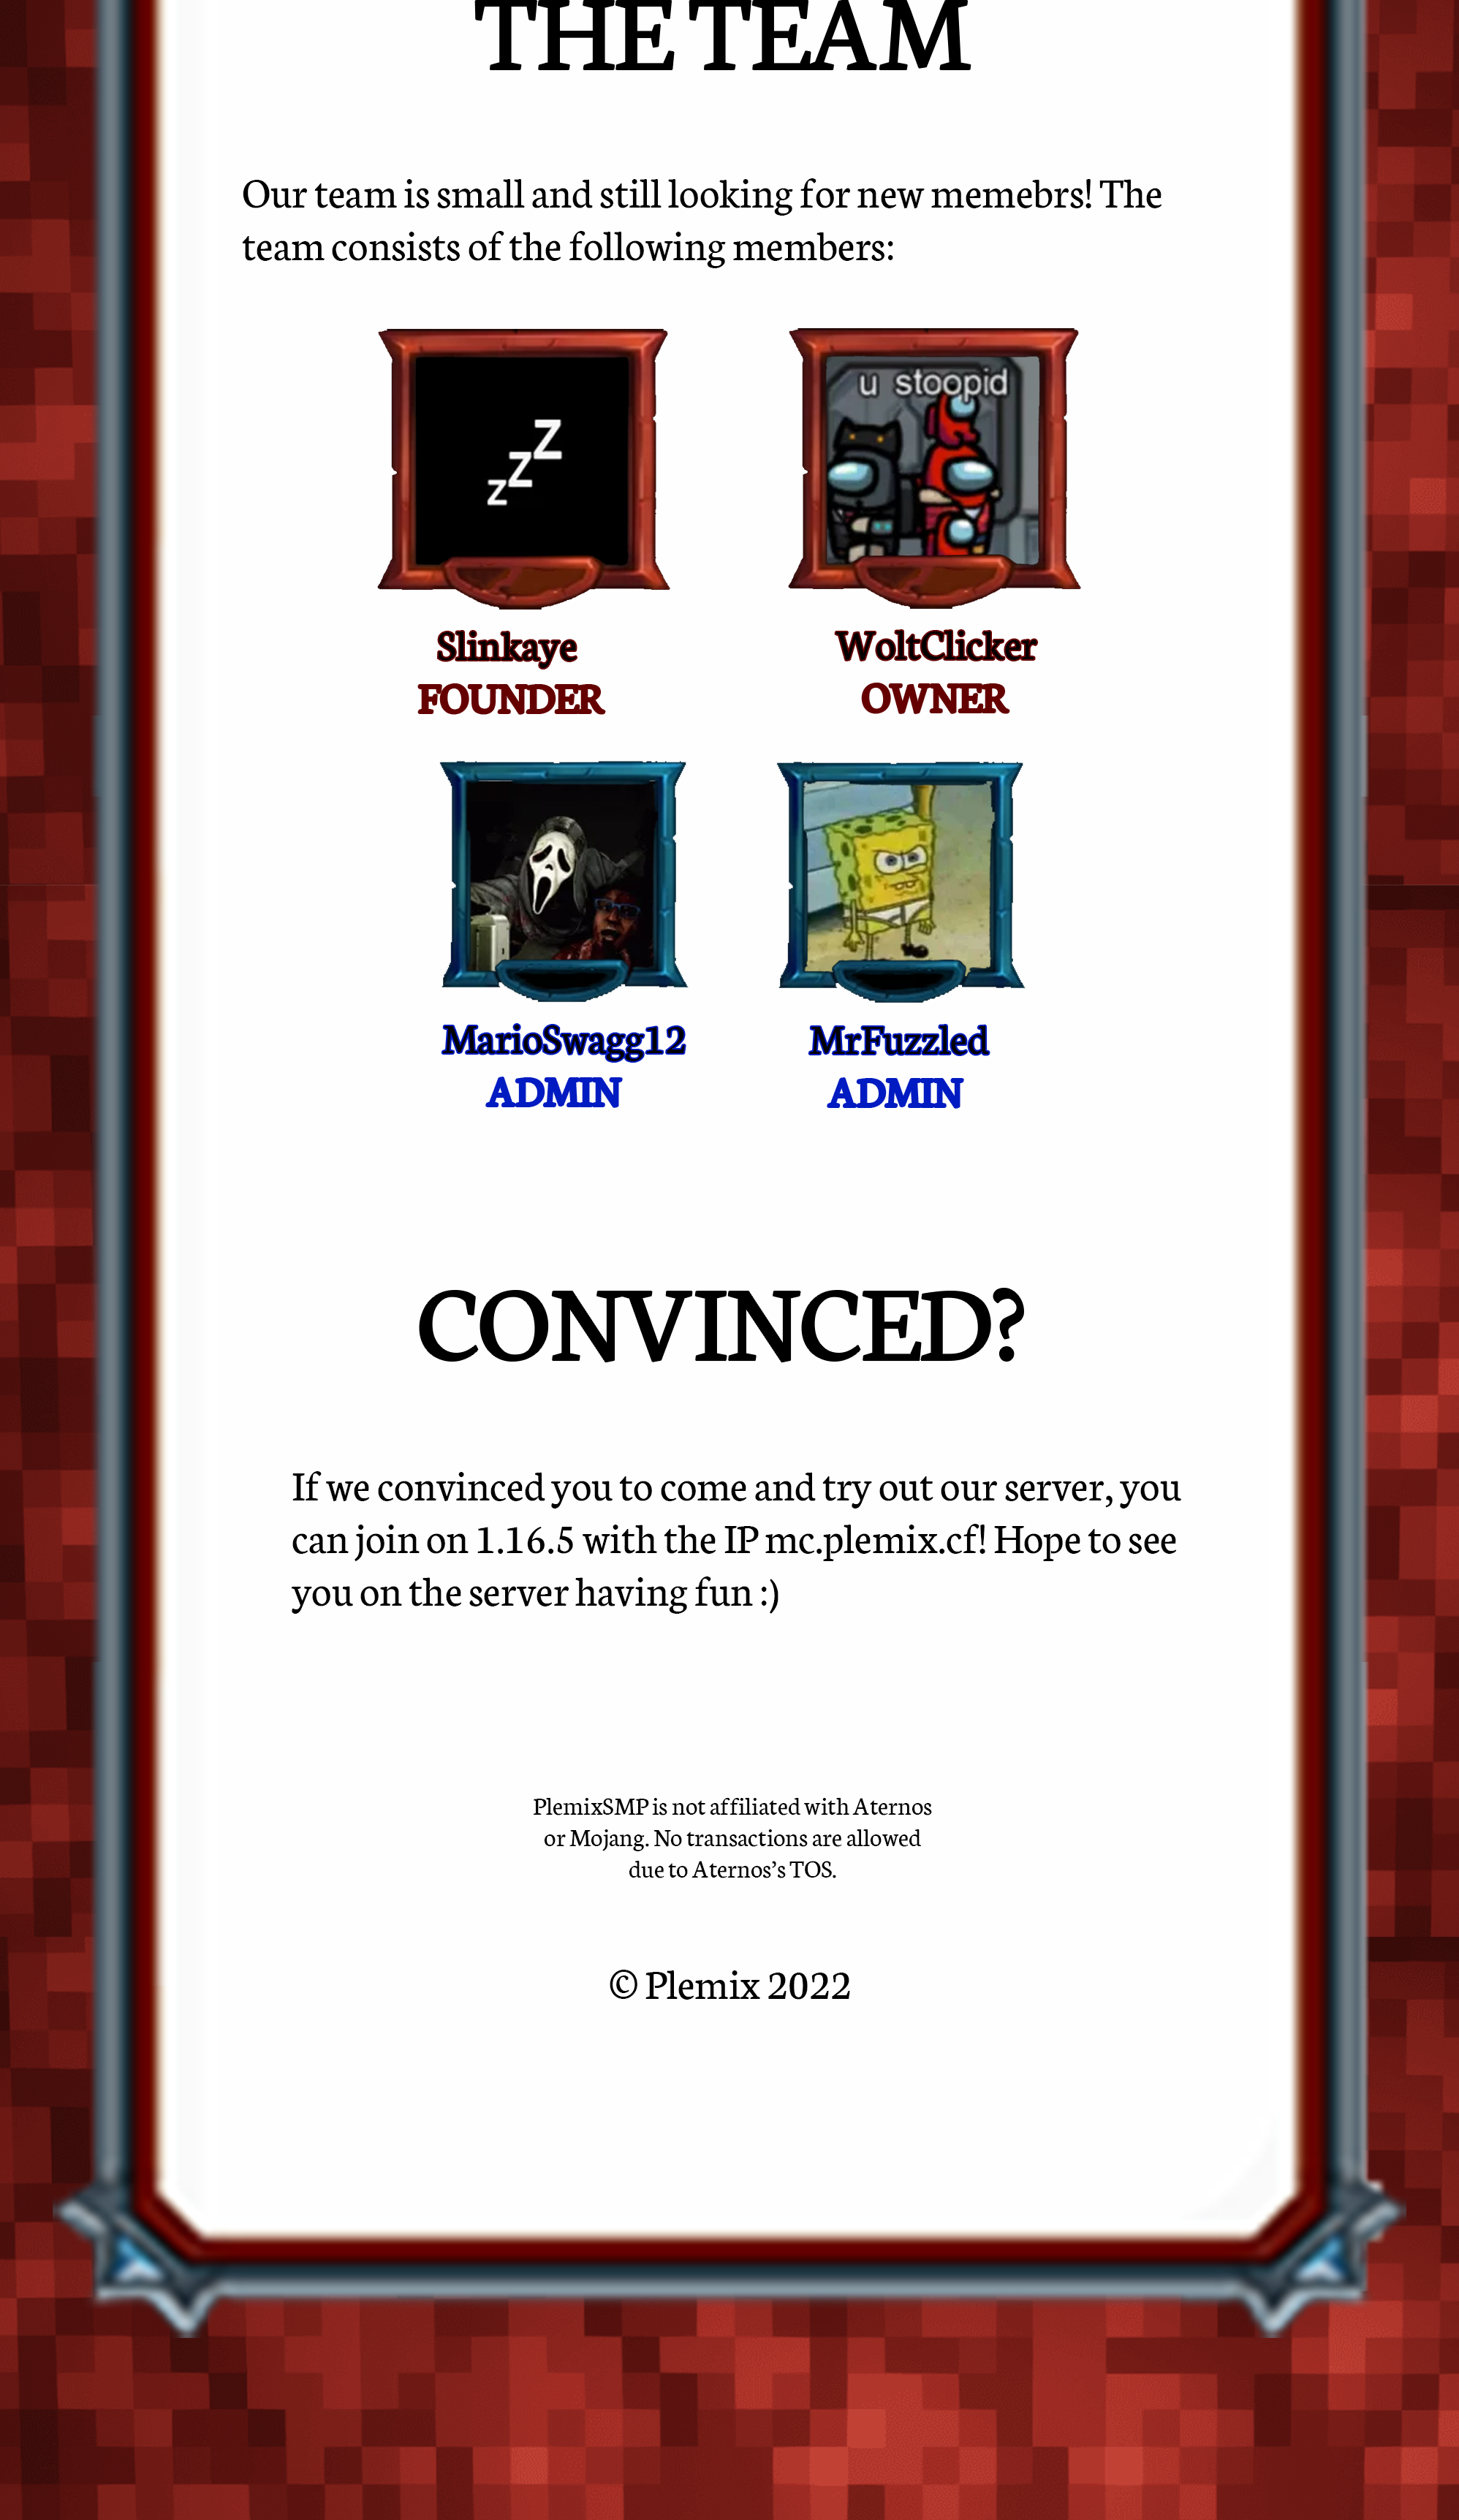 THE TEAM
Our team is small and still looking for new memebrs! The
team consists of the following members:
z
z
Z
u stoopid
Slinkaye
FOUNDER
WoltClicker
OWNER
MarioSwagg12
ADMIN
MrFuzzled
ADMIN
CONVINCED?
If we convinced you to come and try out our server, you
can join on 1.16.5 with the IP mc.plemix.cf! Hope to see
you on the server having fun :)
PlemixSMP is not affiliated with Aternos
or Mojang. No transactions are allowed
due to Aternos’s TOS.
© Plemix 2022